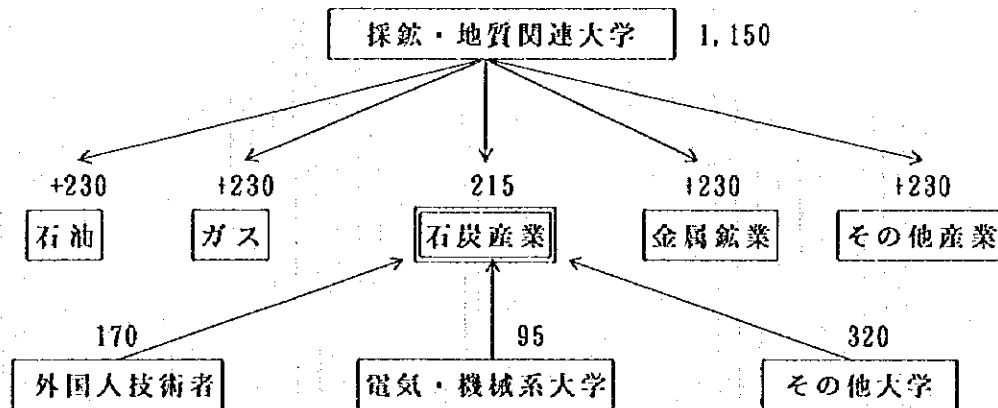 採鉱・地質関連大学 1,150
+230 +230 215 +230 +230
石油 ガス 石炭産業 金属鉱業 その他産業
170 95 320
外国人技術者 電気・機械系大学 その他大学